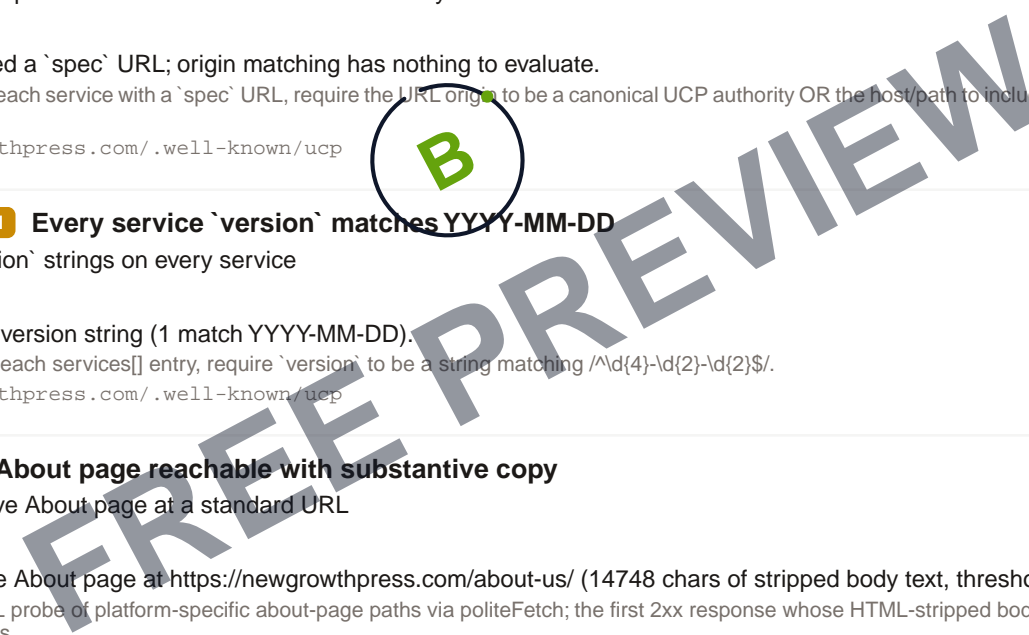 ed a `spec` URL; origin matching has nothing to evaluate.
each service with a `spec` URL, require the URL origin to be a canonical UCP authority OR the host/path to inclu
thpress.com/.well-known/ucp
B
Every service `version` matches YYYY-MM-DD
ion` strings on every service
version string (1 match YYYY-MM-DD).
each services[] entry, require `version` to be a string matching /^\d{4}-\d{2}-\d{2}$/.
thpress.com/.well-known/ucp
About page reachable with substantive copy
ve About page at a standard URL
e About page at https://newgrowthpress.com/about-us/ (14748 chars of stripped body text, thresho
L probe of platform-specific about-page paths via politeFetch; the first 2xx response whose HTML-stripped bod
s
FREE PREVIEW